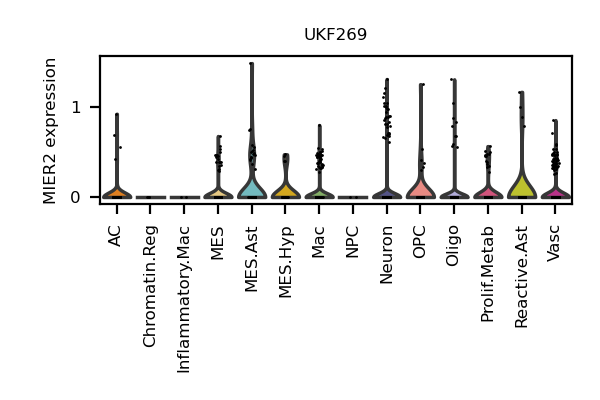 UKF269
MIER2 expression
1
0
AC
Chromatin.Reg
Inflammatory.Mac
MES
MES.Ast
MES.Hyp
Mac
NPC
Neuron
OPC
Oligo
Prolif.Metab
Reactive.Ast
Vasc